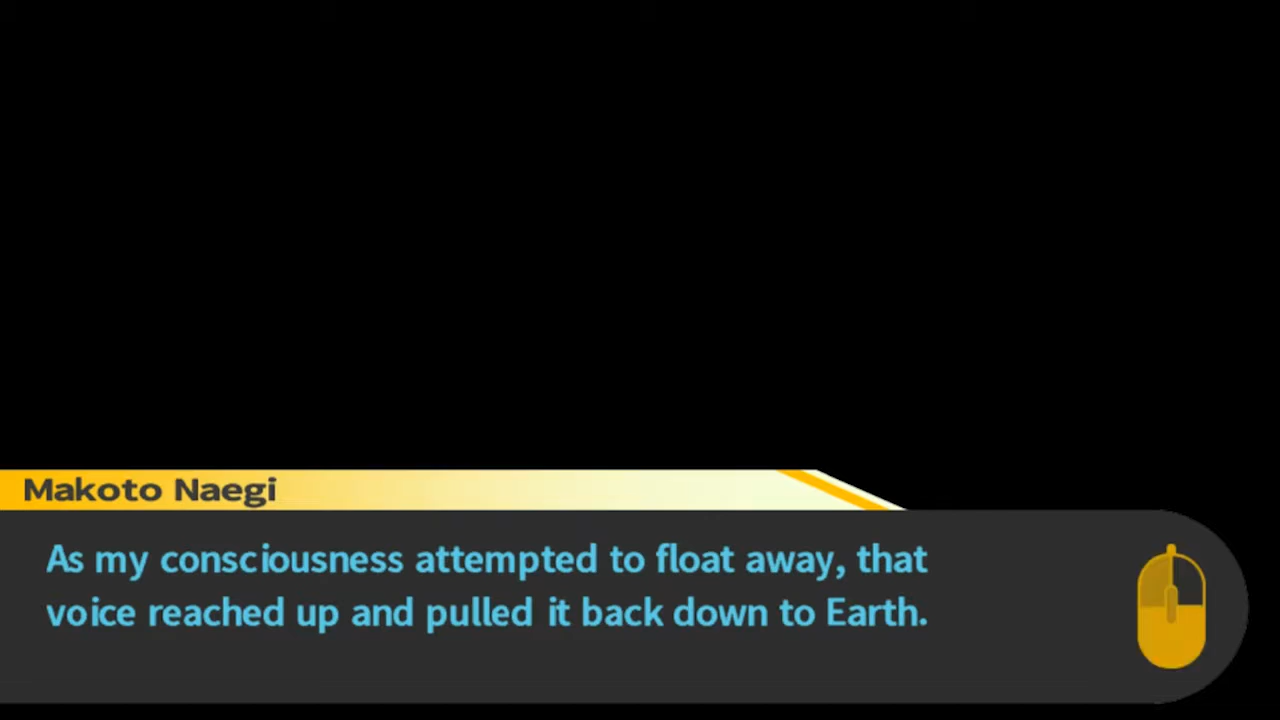 Makoto Naegi
As my consciousness attempted to float away, that
voice reached up and pulled it back down to Earth.